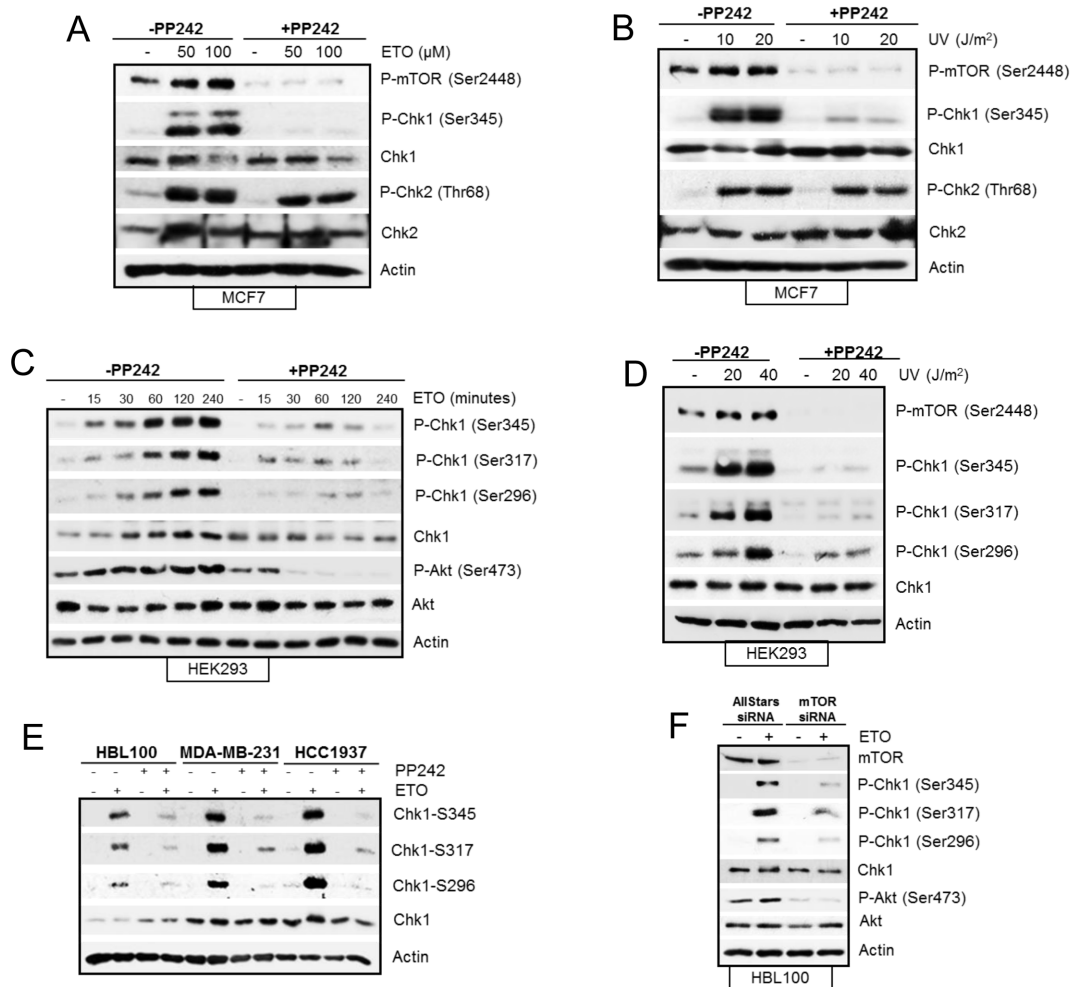 A
-PP242 +PP242
- 50 100 - 50 100 ETO (µM)
P-mTOR (Ser2448)
P-Chk1 (Ser345)
Chk1
P-Chk2 (Thr68)
Chk2
Actin
MCF7
B
-PP242 +PP242
- 10 20 - 10 20 UV (J/m²)
P-mTOR (Ser2448)
P-Chk1 (Ser345)
Chk1
P-Chk2 (Thr68)
Chk2
Actin
MCF7
C
-PP242 +PP242
- 15 30 60 120 240 - 15 30 60 120 240 ETO (minutes)
P-Chk1 (Ser345)
P-Chk1 (Ser317)
P-Chk1 (Ser296)
Chk1
P-Akt (Ser473)
Akt
Actin
HEK293
D
-PP242 +PP242
- 20 40 - 20 40 UV (J/m²)
P-mTOR (Ser2448)
P-Chk1 (Ser345)
P-Chk1 (Ser317)
P-Chk1 (Ser296)
Chk1
Actin
HEK293
E
HBL100 MDA-MB-231 HCC1937
- - + + - - + + - - + + PP242
- + - + - + - + - + - + ETO
Chk1-S345
Chk1-S317
Chk1-S296
Chk1
Actin
F
AllStars mTOR
siRNA siRNA
- + - + ETO
mTOR
P-Chk1 (Ser345)
P-Chk1 (Ser317)
P-Chk1 (Ser296)
Chk1
P-Akt (Ser473)
Akt
Actin
HBL100